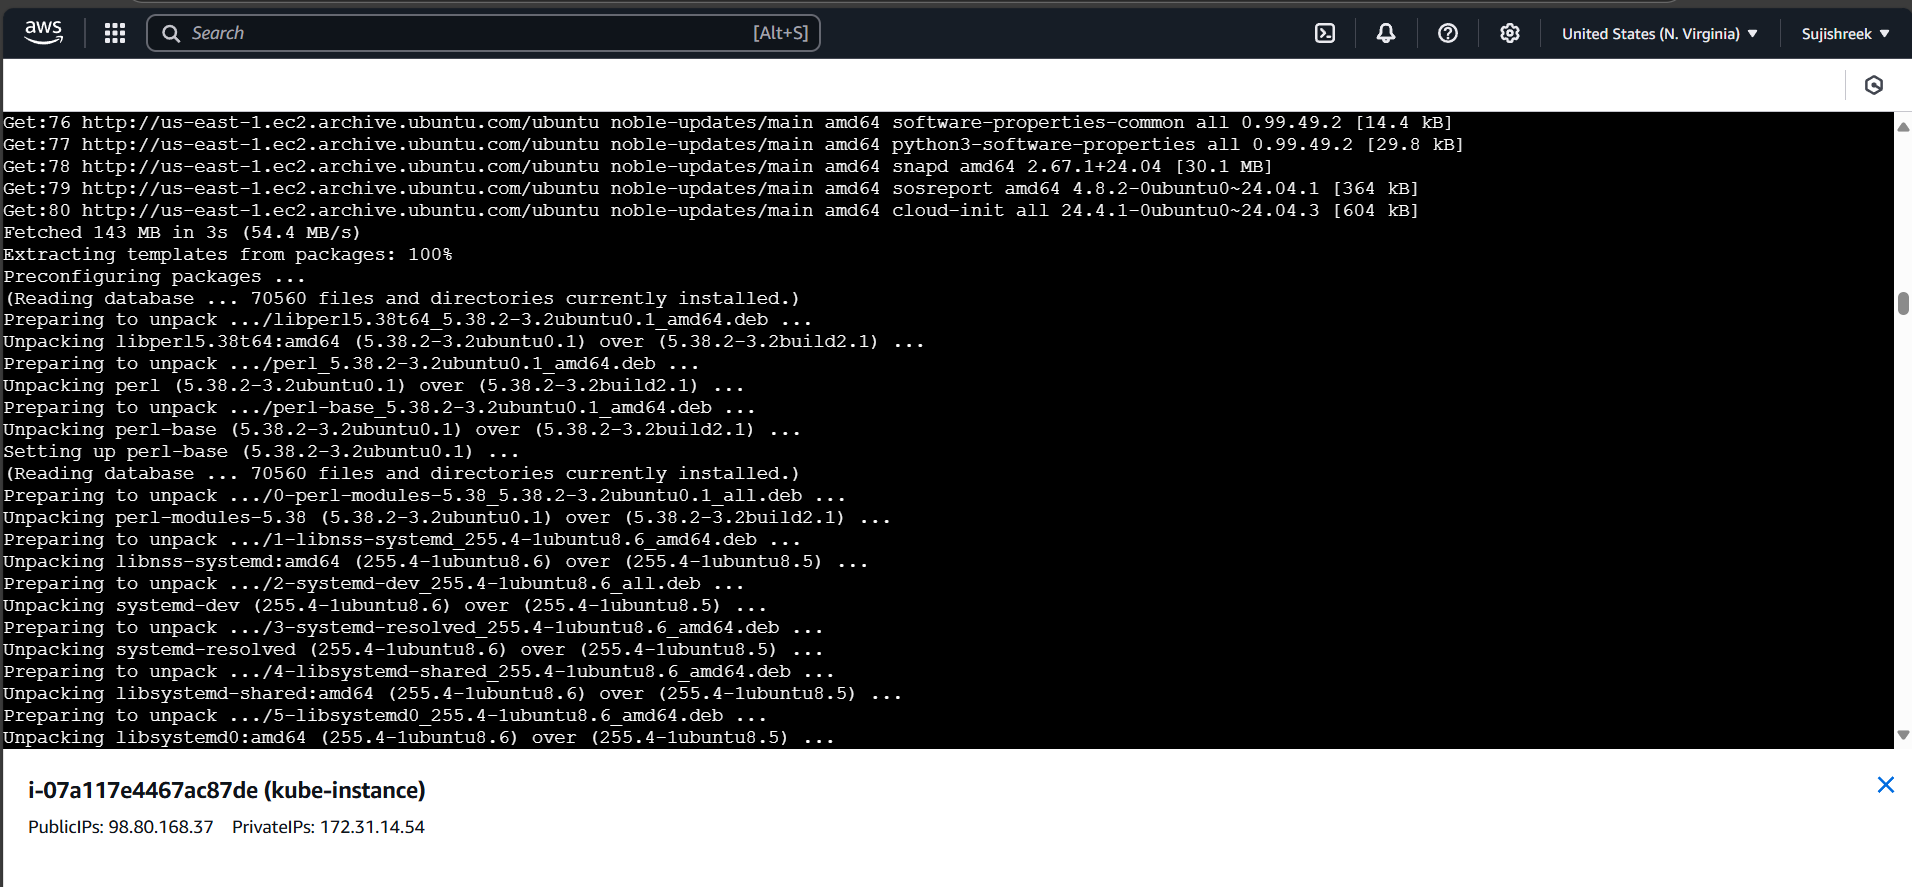 aws
Search [Alt+S]
United States (N. Virginia)
Sujishreek
Get:76 http://us-east-1.ec2.archive.ubuntu.com/ubuntu noble-updates/main amd64 software-properties-common all 0.99.49.2 [14.4 kB]
Get:77 http://us-east-1.ec2.archive.ubuntu.com/ubuntu noble-updates/main amd64 python3-software-properties all 0.99.49.2 [29.8 kB]
Get:78 http://us-east-1.ec2.archive.ubuntu.com/ubuntu noble-updates/main amd64 snapd amd64 2.67.1+24.04 [30.1 MB]
Get:79 http://us-east-1.ec2.archive.ubuntu.com/ubuntu noble-updates/main amd64 sosreport amd64 4.8.2-0ubuntu0~24.04.1 [364 kB]
Get:80 http://us-east-1.ec2.archive.ubuntu.com/ubuntu noble-updates/main amd64 cloud-init all 24.4.1-0ubuntu0~24.04.3 [604 kB]
Fetched 143 MB in 3s (54.4 MB/s)
Extracting templates from packages: 100%
Preconfiguring packages ...
(Reading database ... 70560 files and directories currently installed.)
Preparing to unpack .../libperl5.38t64_5.38.2-3.2ubuntu0.1_amd64.deb ...
Unpacking libperl5.38t64:amd64 (5.38.2-3.2ubuntu0.1) over (5.38.2-3.2build2.1) ...
Preparing to unpack .../perl_5.38.2-3.2ubuntu0.1_amd64.deb ...
Unpacking perl (5.38.2-3.2ubuntu0.1) over (5.38.2-3.2build2.1) ...
Preparing to unpack .../perl-base_5.38.2-3.2ubuntu0.1_amd64.deb ...
Unpacking perl-base (5.38.2-3.2ubuntu0.1) over (5.38.2-3.2build2.1) ...
Setting up perl-base (5.38.2-3.2ubuntu0.1) ...
(Reading database ... 70560 files and directories currently installed.)
Preparing to unpack .../0-perl-modules-5.38_5.38.2-3.2ubuntu0.1_all.deb ...
Unpacking perl-modules-5.38 (5.38.2-3.2ubuntu0.1) over (5.38.2-3.2build2.1) ...
Preparing to unpack .../1-libnss-systemd_255.4-1ubuntu8.6_amd64.deb ...
Unpacking libnss-systemd:amd64 (255.4-1ubuntu8.6) over (255.4-1ubuntu8.5) ...
Preparing to unpack .../2-systemd-dev_255.4-1ubuntu8.6_all.deb ...
Unpacking systemd-dev (255.4-1ubuntu8.6) over (255.4-1ubuntu8.5) ...
Preparing to unpack .../3-systemd-resolved_255.4-1ubuntu8.6_amd64.deb ...
Unpacking systemd-resolved (255.4-1ubuntu8.6) over (255.4-1ubuntu8.5) ...
Preparing to unpack .../4-libsystemd-shared_255.4-1ubuntu8.6_amd64.deb ...
Unpacking libsystemd-shared:amd64 (255.4-1ubuntu8.6) over (255.4-1ubuntu8.5) ...
Preparing to unpack .../5-libsystemd0_255.4-1ubuntu8.6_amd64.deb ...
Unpacking libsystemd0:amd64 (255.4-1ubuntu8.6) over (255.4-1ubuntu8.5) ...
i-07a117e4467ac87de (kube-instance)
PublicIPs: 98.80.168.37 PrivateIPs: 172.31.14.54